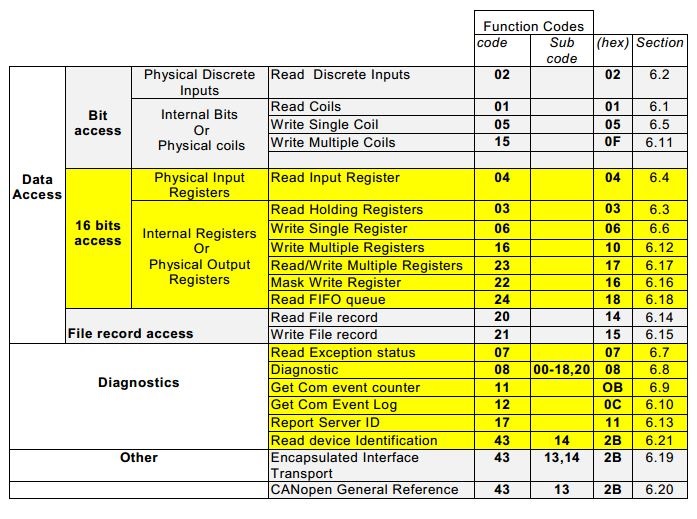 Function Codes
code Sub code (hex) Section
Data Access Bit access Physical Discrete Inputs Read Discrete Inputs 02 02 6.2
Internal Bits Or Physical coils Read Coils 01 01 6.1
Write Single Coil 05 05 6.5
Write Multiple Coils 15 0F 6.11
16 bits access Physical Input Registers Read Input Register 04 04 6.4
Internal Registers Or Physical Output Registers Read Holding Registers 03 03 6.3
Write Single Register 06 06 6.6
Write Multiple Registers 16 10 6.12
Read/Write Multiple Registers 23 17 6.17
Mask Write Register 22 16 6.16
Read FIFO queue 24 18 6.18
File record access Read File record 20 14 6.14
Write File record 21 15 6.15
Diagnostics Read Exception status 07 07 6.7
Diagnostic 08 00-18,20 08 6.8
Get Com event counter 11 OB 6.9
Get Com Event Log 12 0C 6.10
Report Server ID 17 11 6.13
Read device Identification 43 14 2B 6.21
Other Encapsulated Interface Transport 43 13,14 2B 6.19
CANopen General Reference 43 13 2B 6.20